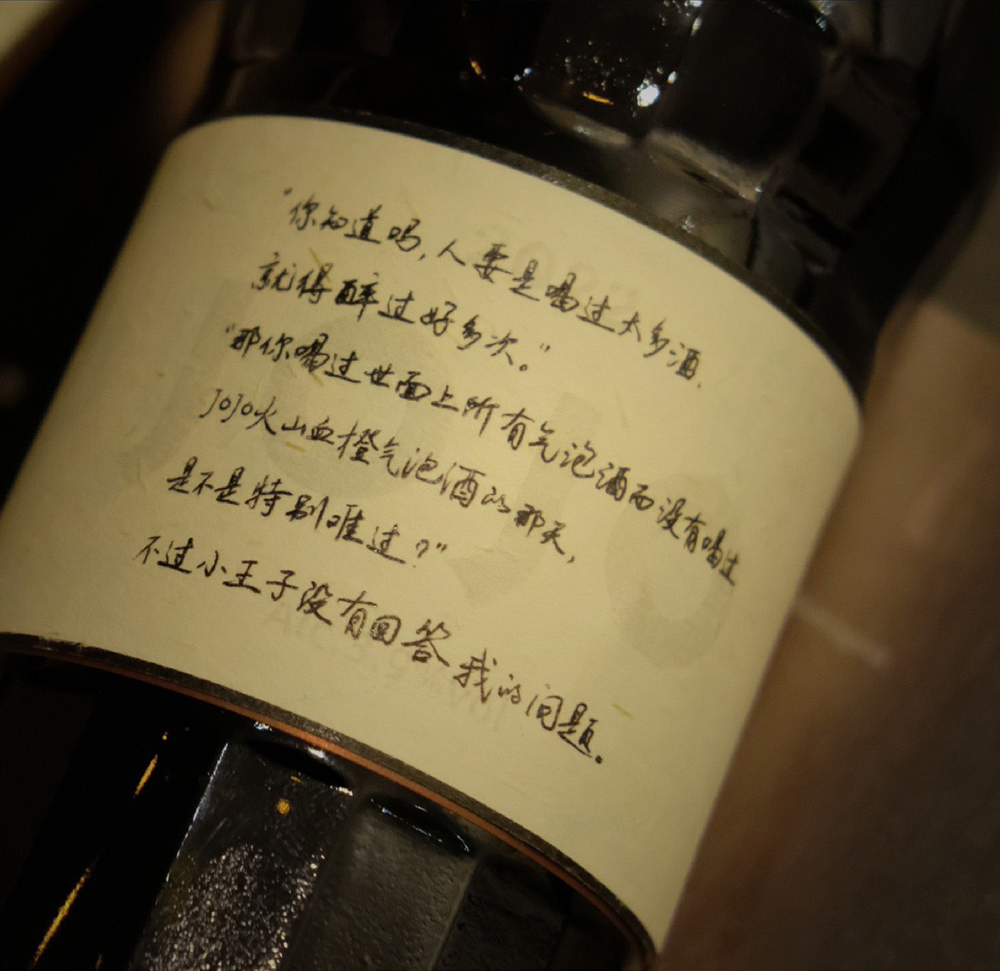 “你知道吗，人要是喝过太多酒，
就得醉过好多次。”
“那你喝过世面上所有气泡酒而没有喝过
JOJO火山血橙气泡酒的那天，
是不是特别难过？”
不过小王子没有回答我的问题。